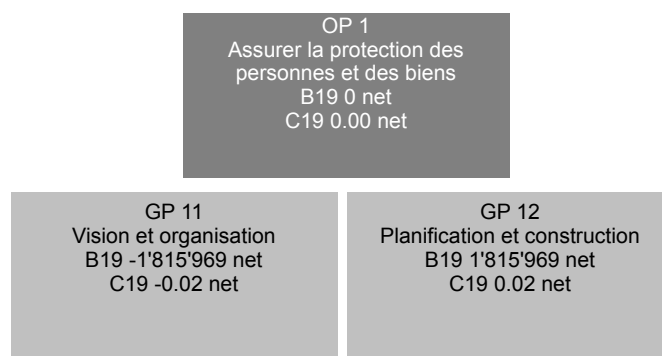 OP 1
Assurer la protection des
personnes et des biens
B19 0 net
C19 0.00 net
GP 11
Vision et organisation
B19 -1'815'969 net
C19 -0.02 net
GP 12
Planification et construction
B19 1'815'969 net
C19 0.02 net